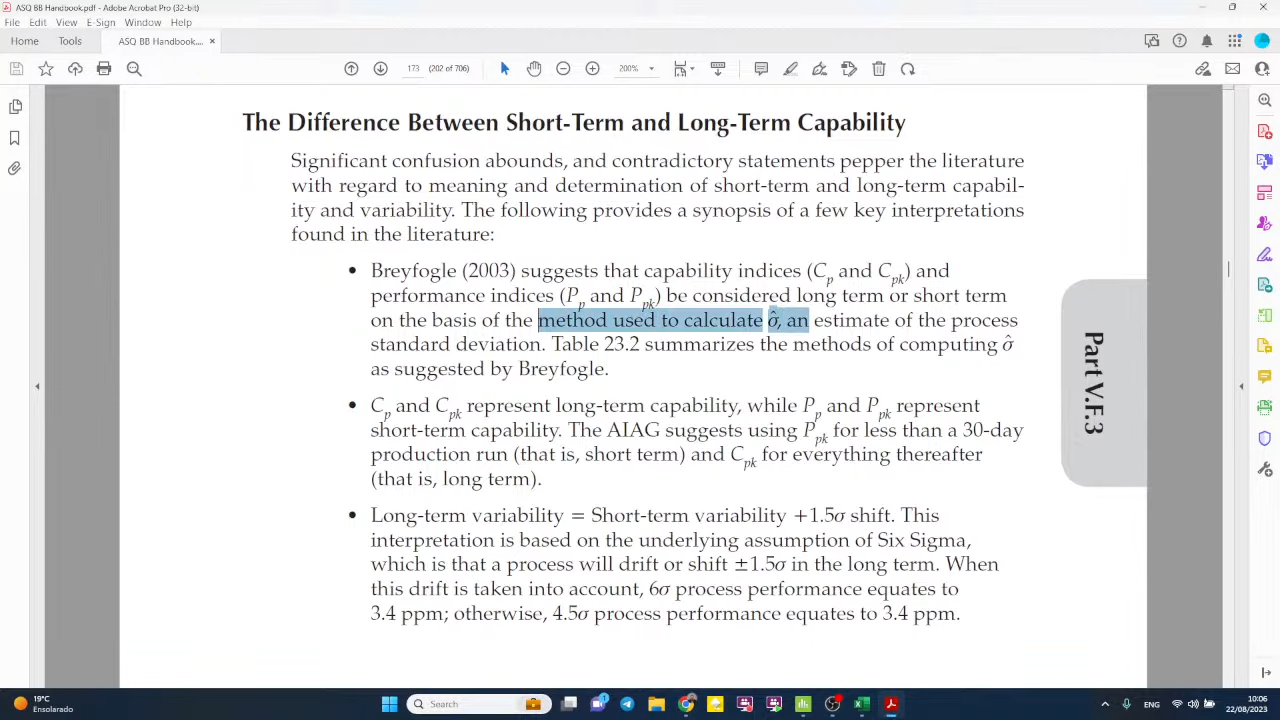 ASQ BB Handbook.pdf - Adobe Acrobat Pro (32-bit)
File Edit View E-Sign Window Help
Home Tools ASQ BB Handbook.... ×
173 (202 of 706) 200%
The Difference Between Short-Term and Long-Term Capability
Significant confusion abounds, and contradictory statements pepper the literature
with regard to meaning and determination of short-term and long-term capabil-
ity and variability. The following provides a synopsis of a few key interpretations
found in the literature:
• Breyfogle (2003) suggests that capability indices (Cp and Cpk) and
performance indices (Pp and Ppk) be considered long term or short term
on the basis of the method used to calculate σ̂, an estimate of the process
standard deviation. Table 23.2 summarizes the methods of computing σ̂
as suggested by Breyfogle.
• Cp and Cpk represent long-term capability, while Pp and Ppk represent
short-term capability. The AIAG suggests using Ppk for less than a 30-day
production run (that is, short term) and Cpk for everything thereafter
(that is, long term).
• Long-term variability = Short-term variability +1.5σ shift. This
interpretation is based on the underlying assumption of Six Sigma,
which is that a process will drift or shift ±1.5σ in the long term. When
this drift is taken into account, 6σ process performance equates to
3.4 ppm; otherwise, 4.5σ process performance equates to 3.4 ppm.
Part V.F.3
19°C
Ensolarado
Search
ENG
10:06
22/08/2023